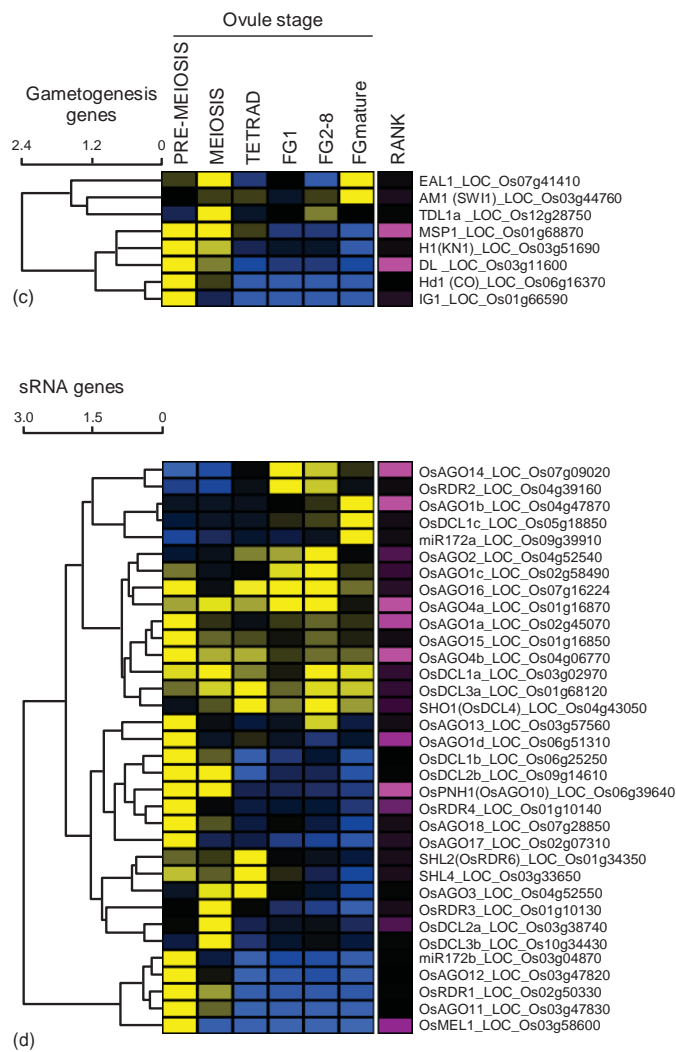 Ovule stage
Gametogenesis
genes
2.4 1.2 0
PRE-MEIOSIS
MEIOSIS
TETRAD
FG1
FG2-8
FGmature
RANK
EAL1_LOC_Os07g41410
AM1 (SWI1)_LOC_Os03g44760
TDL1a _LOC_Os12g28750
MSP1_LOC_Os01g68870
H1(KN1)_LOC_Os03g51690
DL _LOC_Os03g11600
Hd1 (CO)_LOC_Os06g16370
IG1_LOC_Os01g66590
(c)
sRNA genes
3.0 1.5 0
OsAGO14_LOC_Os07g09020
OsRDR2_LOC_Os04g39160
OsAGO1b_LOC_Os04g47870
OsDCL1c_LOC_Os05g18850
miR172a_LOC_Os09g39910
OsAGO2_LOC_Os04g52540
OsAGO1c_LOC_Os02g58490
OsAGO16_LOC_Os07g16224
OsAGO4a_LOC_Os01g16870
OsAGO1a_LOC_Os02g45070
OsAGO15_LOC_Os01g16850
OsAGO4b_LOC_Os04g06770
OsDCL1a_LOC_Os03g02970
OsDCL3a_LOC_Os01g68120
SHO1(OsDCL4)_LOC_Os04g43050
OsAGO13_LOC_Os03g57560
OsAGO1d_LOC_Os06g51310
OsDCL1b_LOC_Os06g25250
OsDCL2b_LOC_Os09g14610
OsPNH1(OsAGO10)_LOC_Os06g39640
OsRDR4_LOC_Os01g10140
OsAGO18_LOC_Os07g28850
OsAGO17_LOC_Os02g07310
SHL2(OsRDR6)_LOC_Os01g34350
SHL4_LOC_Os03g33650
OsAGO3_LOC_Os04g52550
OsRDR3_LOC_Os01g10130
OsDCL2a_LOC_Os03g38740
OsDCL3b_LOC_Os10g34430
miR172b_LOC_Os03g04870
OsAGO12_LOC_Os03g47820
OsRDR1_LOC_Os02g50330
OsAGO11_LOC_Os03g47830
OsMEL1_LOC_Os03g58600
(d)